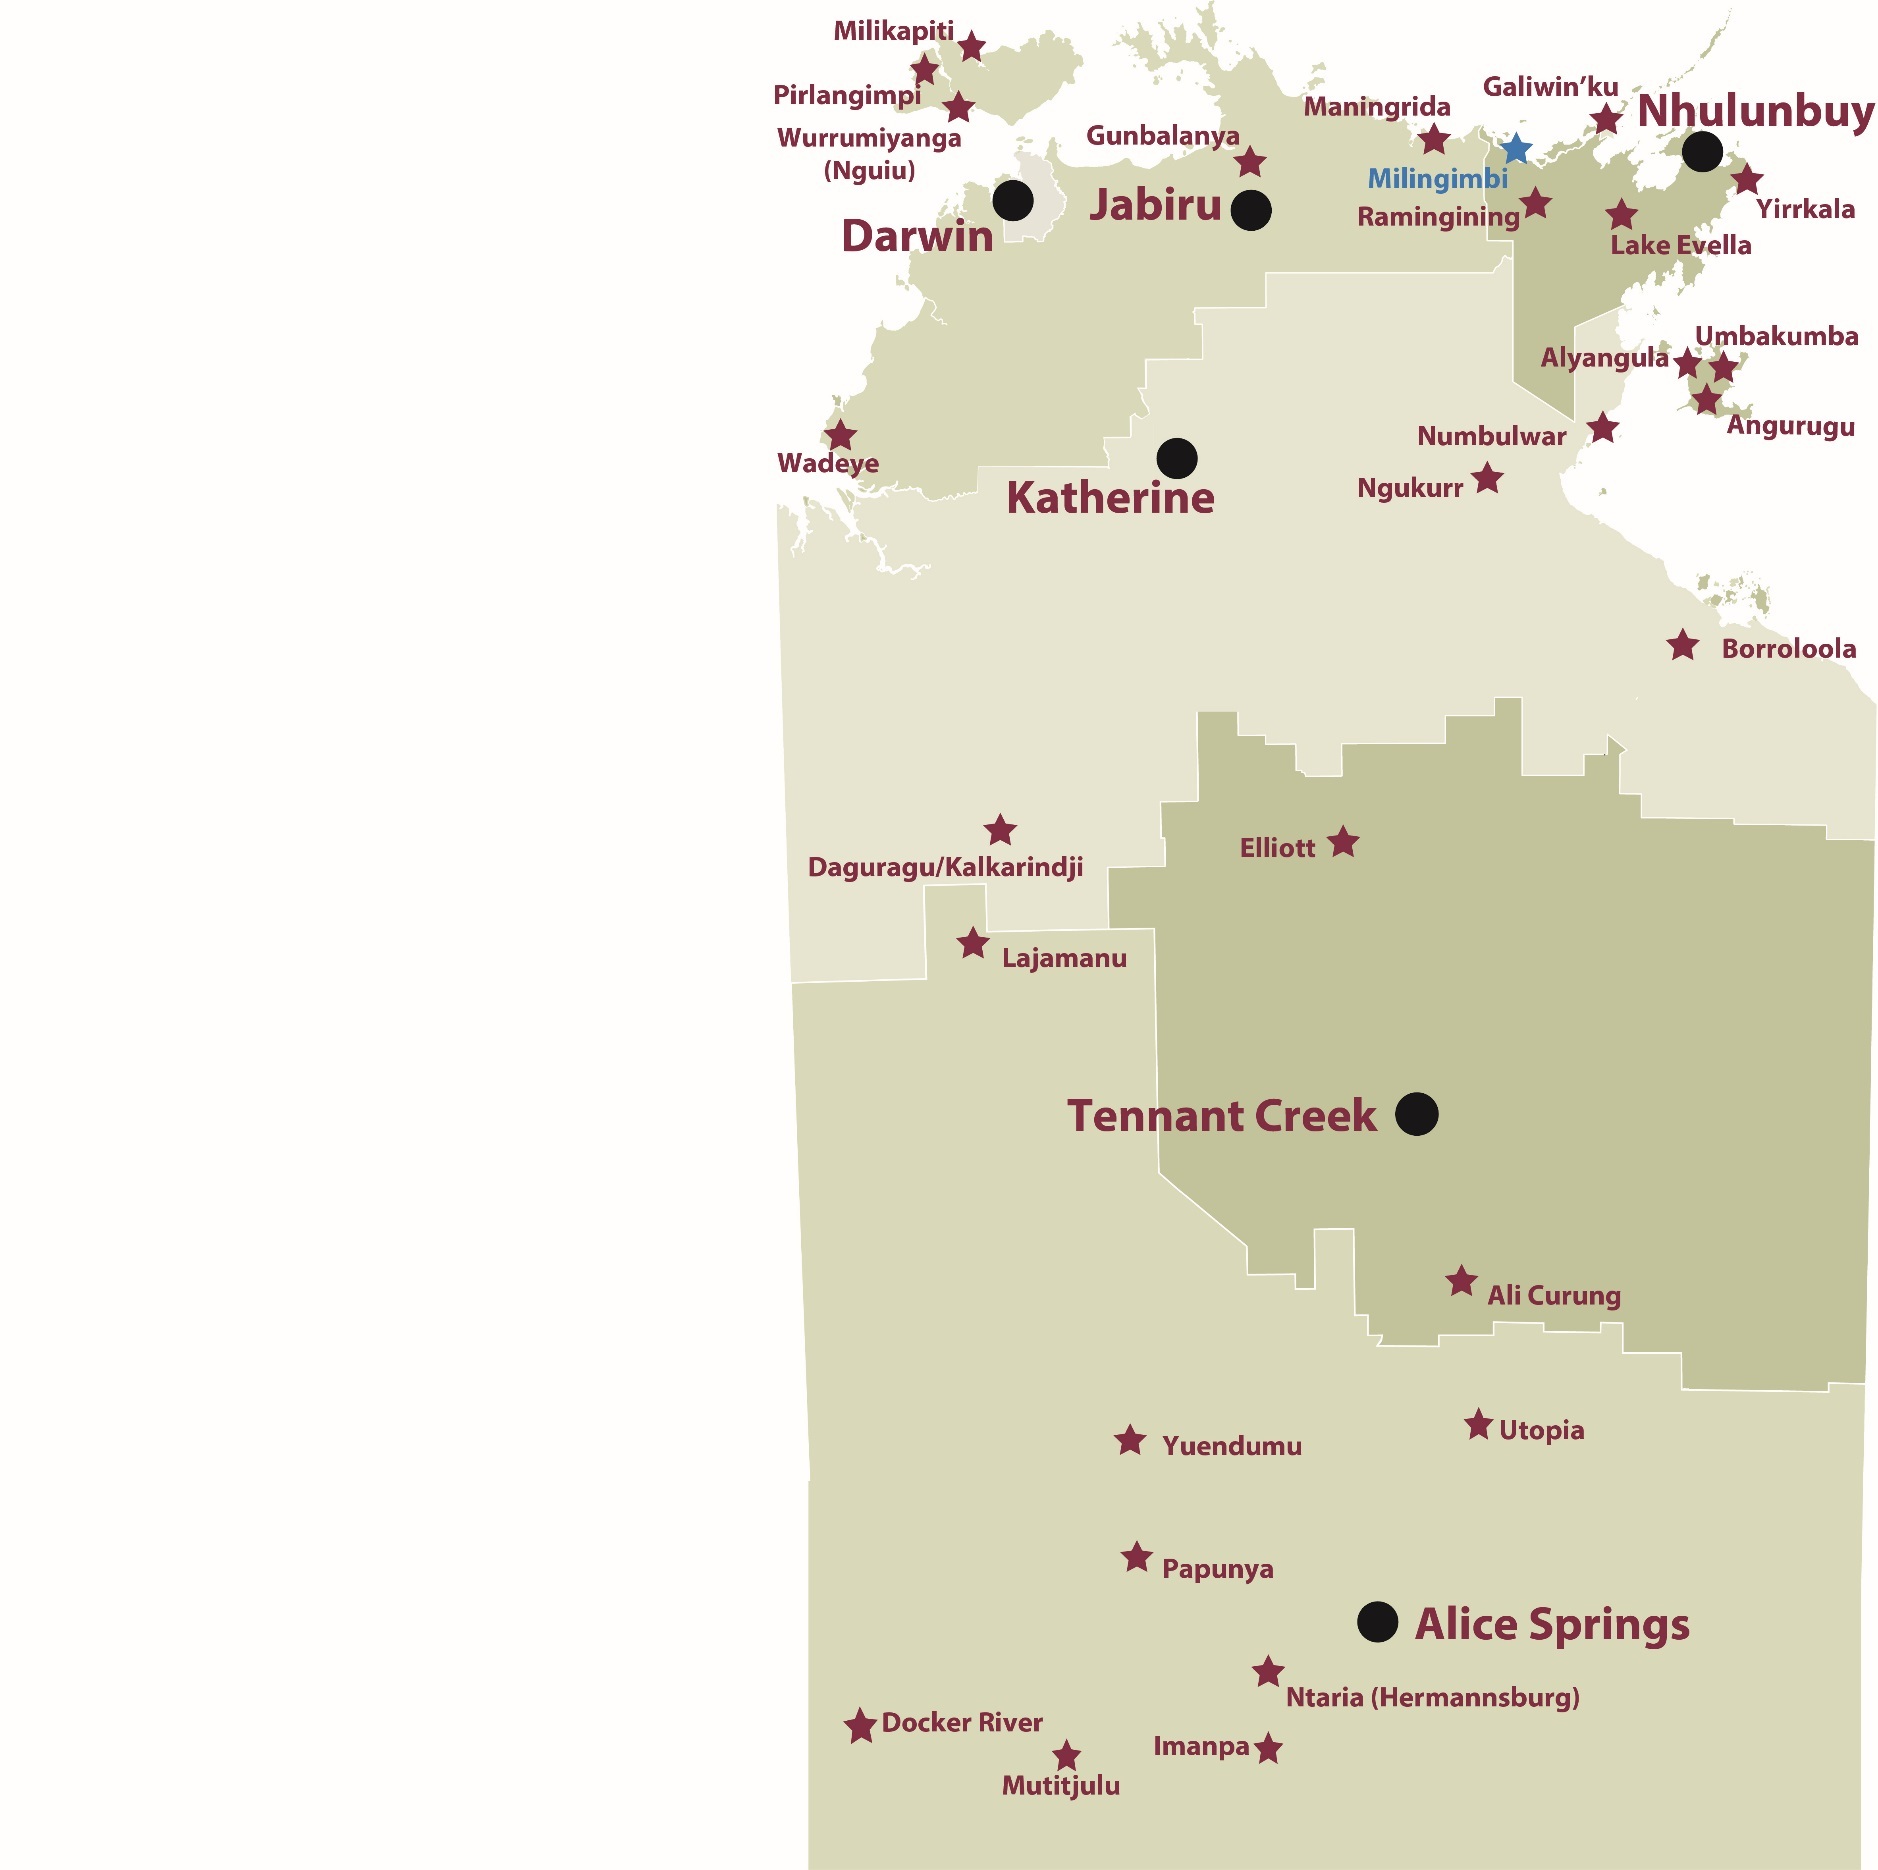 Milikapiti
Pirlangimpi
Wurrumiyanga
(Nguiu)
Darwin
Gunbalanya
Jabiru
Maningrida
Galiwin’ku
Nhulunbuy
Milingimbi
Ramingining
Yirrkala
Lake Evella
Umbakumba
Alyangula
Angurugu
Numbulwar
Ngukurr
Wadeye
Katherine
Borroloola
Daguragu/Kalkarindji
Elliott
Lajamanu
Tennant Creek
Ali Curung
Utopia
Yuendumu
Papunya
Alice Springs
Ntaria (Hermannsburg)
Docker River
Imanpa
Mutitjulu